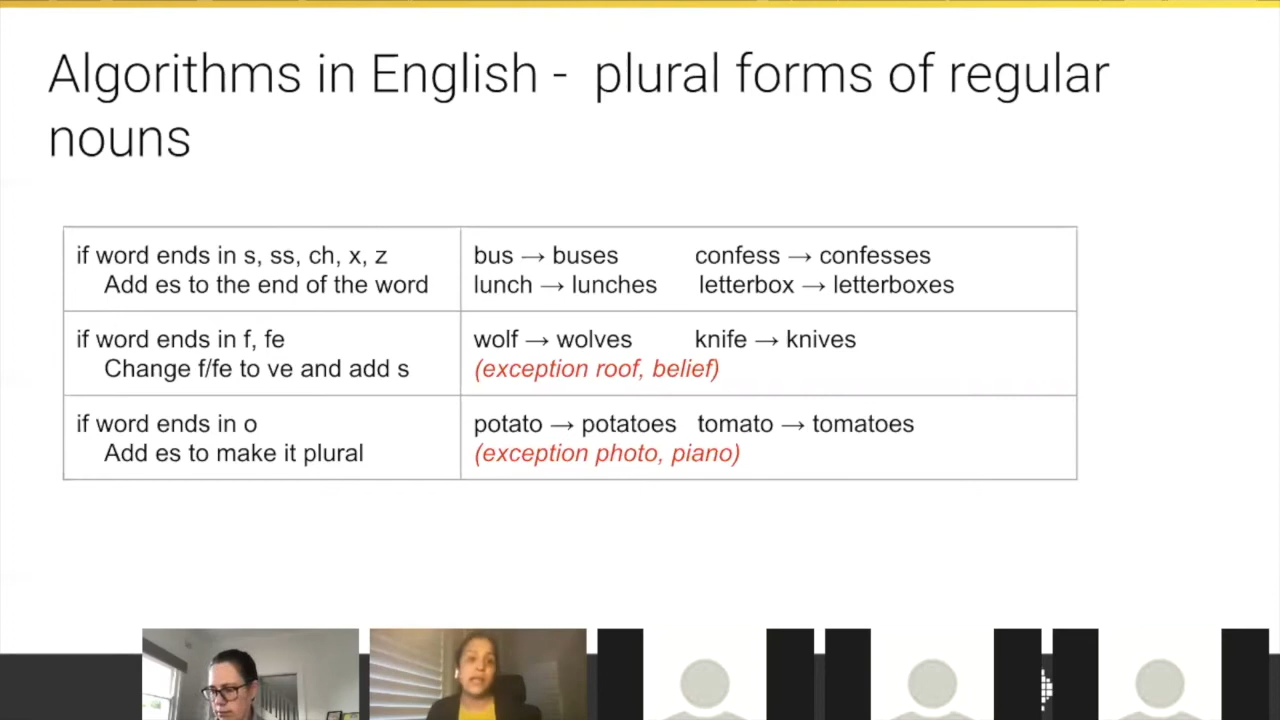 Algorithms in English - plural forms of regular
nouns
if word ends in s, ss, ch, x, z
Add es to the end of the word
bus → buses confess → confesses
lunch → lunches letterbox → letterboxes
if word ends in f, fe
Change f/fe to ve and add s
wolf → wolves knife → knives
(exception roof, belief)
if word ends in o
Add es to make it plural
potato → potatoes tomato → tomatoes
(exception photo, piano)